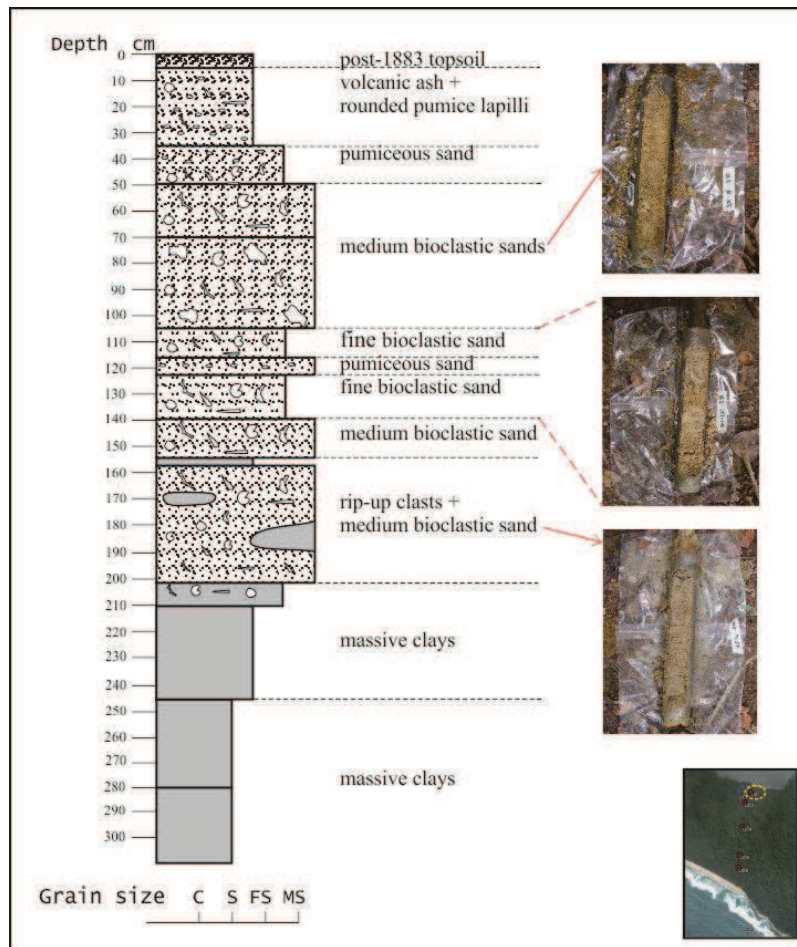 Depth cm
0
10
20
30
40
50
60
70
80
90
100
110
120
130
140
150
160
170
180
190
200
210
220
230
240
250
260
270
280
290
300
post-1883 topsoil
volcanic ash +
rounded pumice lapilli
pumiceous sand
medium bioclastic sands
fine bioclastic sand
pumiceous sand
fine bioclastic sand
medium bioclastic sand
rip-up clasts +
medium bioclastic sand
massive clays
massive clays
Grain size C S FS MS